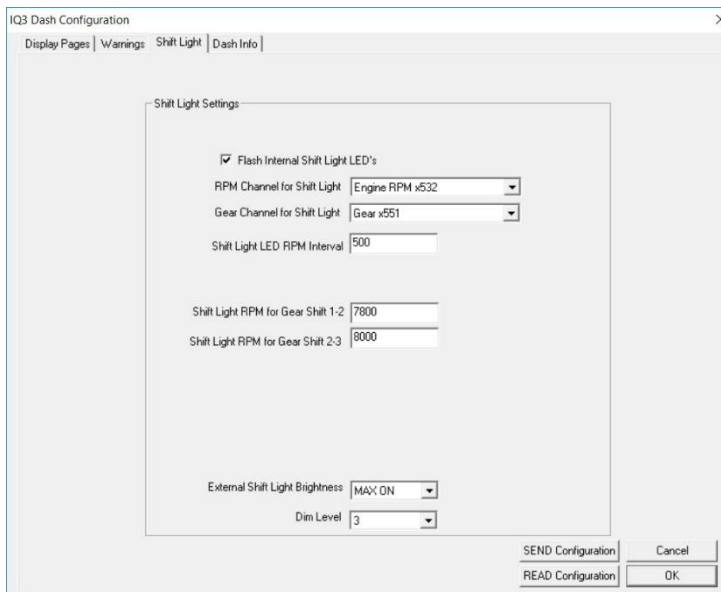 IQ3 Dash Configuration
Display Pages Warnings Shift Light Dash Info
Shift Light Settings
Flash Internal Shift Light LED's
RPM Channel for Shift Light Engine RPM x532
Gear Channel for Shift Light Gear x551
Shift Light LED RPM Interval 500
Shift Light RPM for Gear Shift 1-2 7800
Shift Light RPM for Gear Shift 2-3 8000
External Shift Light Brightness MAX ON
Dim Level 3
SEND Configuration Cancel
READ Configuration OK